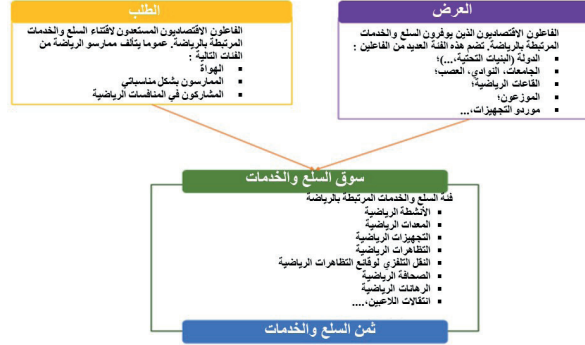 العرض
الفاعلون الاقتصاديون الذين يوفرون السلع والخدمات
المرتبطة بالرياضة. تضم هذه الفئة العديد من الفاعلين :
▪ الدولة (البنيات التحتية،...)؛
▪ الجامعات، النوادي، العصب؛
▪ القاعات الرياضية؛
▪ الموزعون؛
▪ موردو التجهيزات،...
الطلب
الفاعلون الاقتصاديون المستعدون لاقتناء السلع والخدمات
المرتبطة بالرياضة. عموما يتألف ممارسو الرياضة من
الفئات التالية :
▪ الهواة
▪ الممارسون بشكل مناسباتي
▪ المشاركون في المنافسات الرياضية
سوق السلع والخدمات
فئة السلع والخدمات المرتبطة بالرياضة
▪ الأنشطة الرياضية
▪ المعدات الرياضية
▪ التجهيزات الرياضية
▪ التظاهرات الرياضية
▪ النقل التلفزي لوقائع التظاهرات الرياضية
▪ الصحافة الرياضية
▪ الرهانات الرياضية
▪ انتقالات اللاعبين،....
ثمن السلع والخدمات